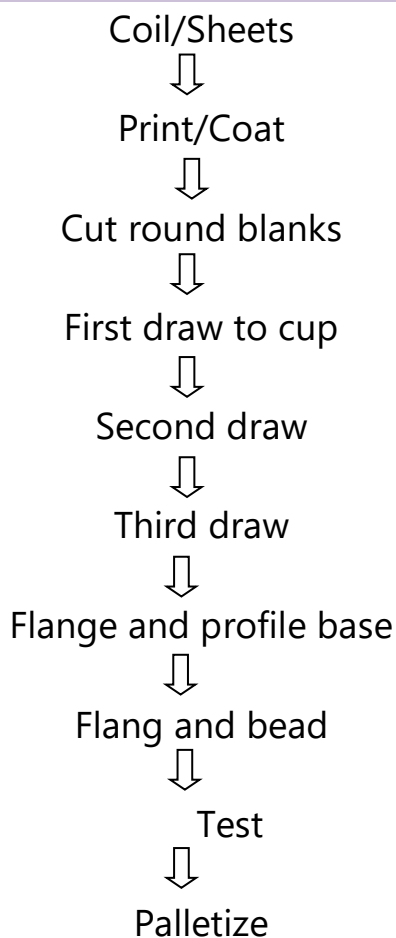 Coil/Sheets
Print/Coat
Cut round blanks
First draw to cup
Second draw
Third draw
Flange and profile base
Flang and bead
Test
Palletize